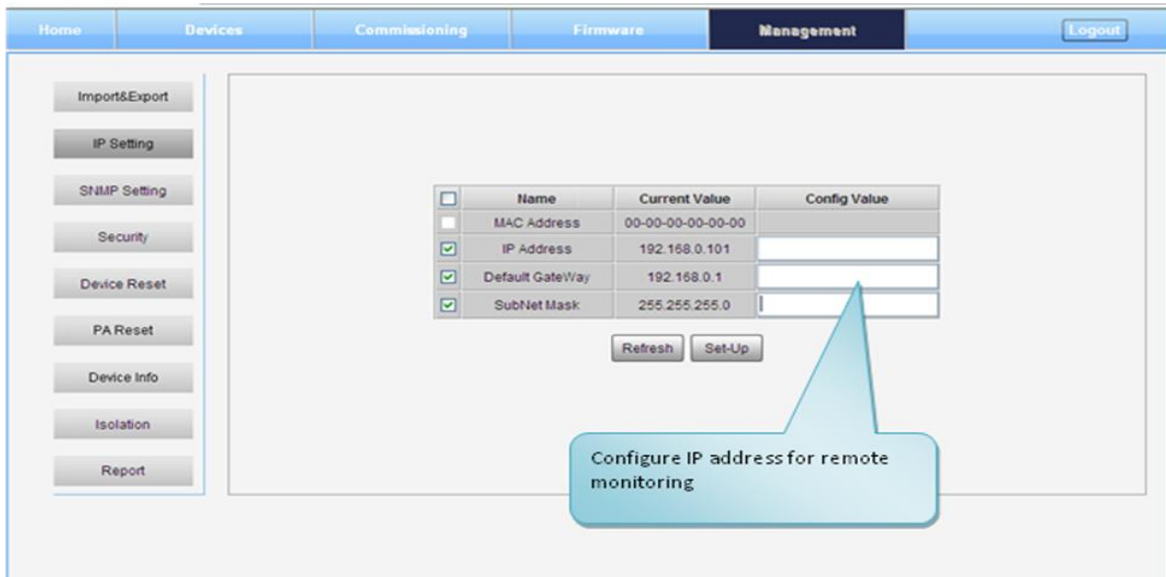 Home Devices Commissioning Firmware Management Logout
Import&Export
IP Setting
SNMP Setting
Security
Device Reset
PA Reset
Device Info
Isolation
Report
Name Current Value Config Value
MAC Address 00-00-00-00-00-00
IP Address 192.168.0.101
Default GateWay 192.168.0.1
SubNet Mask 255.255.255.0
Refresh Set-Up
Configure IP address for remote
monitoring